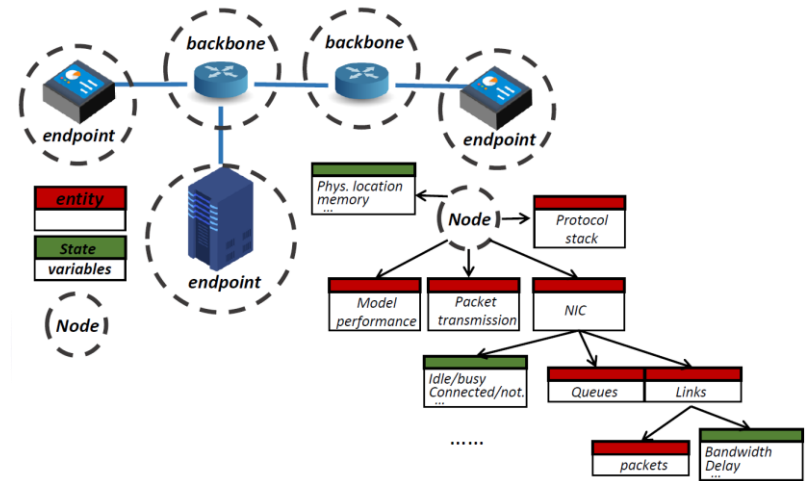 backbone
backbone
endpoint
endpoint
endpoint
entity
State
variables
Node
Phys. location
memory
...
Node
Protocol
stack
Model
performance
Packet
transmission
NIC
Idle/busy
Connected/not.
...
Queues
Links
......
packets
Bandwidth
Delay
...